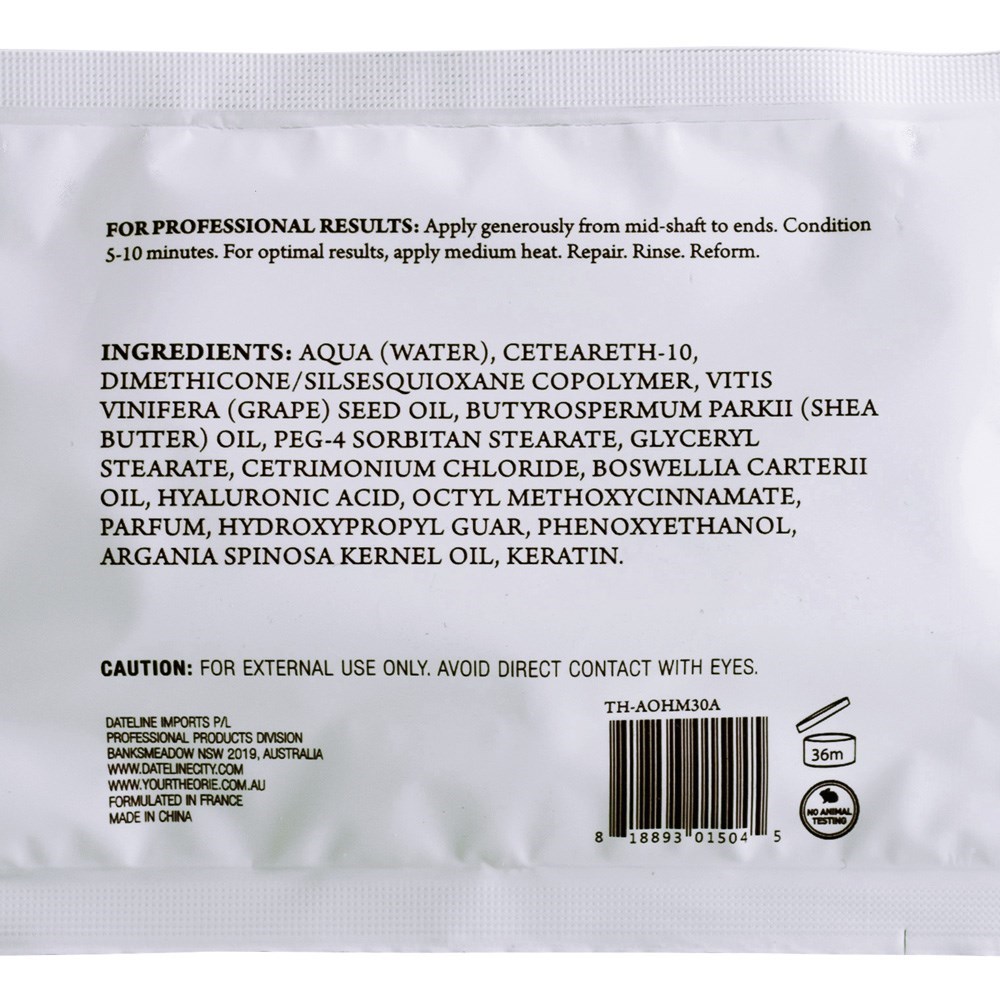 FOR PROFESSIONAL RESULTS: Apply generously from mid-shaft to ends. Condition
5-10 minutes. For optimal results, apply medium heat. Repair. Rinse. Reform.
INGREDIENTS: AQUA (WATER), CETEARETH-10,
DIMETHICONE/SILSESQUIOXANE COPOLYMER, VITIS
VINIFERA (GRAPE) SEED OIL, BUTYROSPERMUM PARKII (SHEA
BUTTER) OIL, PEG-4 SORBITAN STEARATE, GLYCERYL
STEARATE, CETRIMONIUM CHLORIDE, BOSWELLIA CARTERII
OIL, HYALURONIC ACID, OCTYL METHOXYCINNAMATE,
PARFUM, HYDROXYPROPYL GUAR, PHENOXYETHANOL,
ARGANIA SPINOSA KERNEL OIL, KERATIN.
CAUTION: FOR EXTERNAL USE ONLY. AVOID DIRECT CONTACT WITH EYES.
DATELINE IMPORTS P/L
PROFESSIONAL PRODUCTS DIVISION
BANKSMEADOW NSW 2019, AUSTRALIA
WWW.DATELINECITY.COM
WWW.YOURTHEORIE.COM.AU
FORMULATED IN FRANCE
MADE IN CHINA
TH-AOHM30A
8 18893 01504 5
36m
NO ANIMAL
TESTING